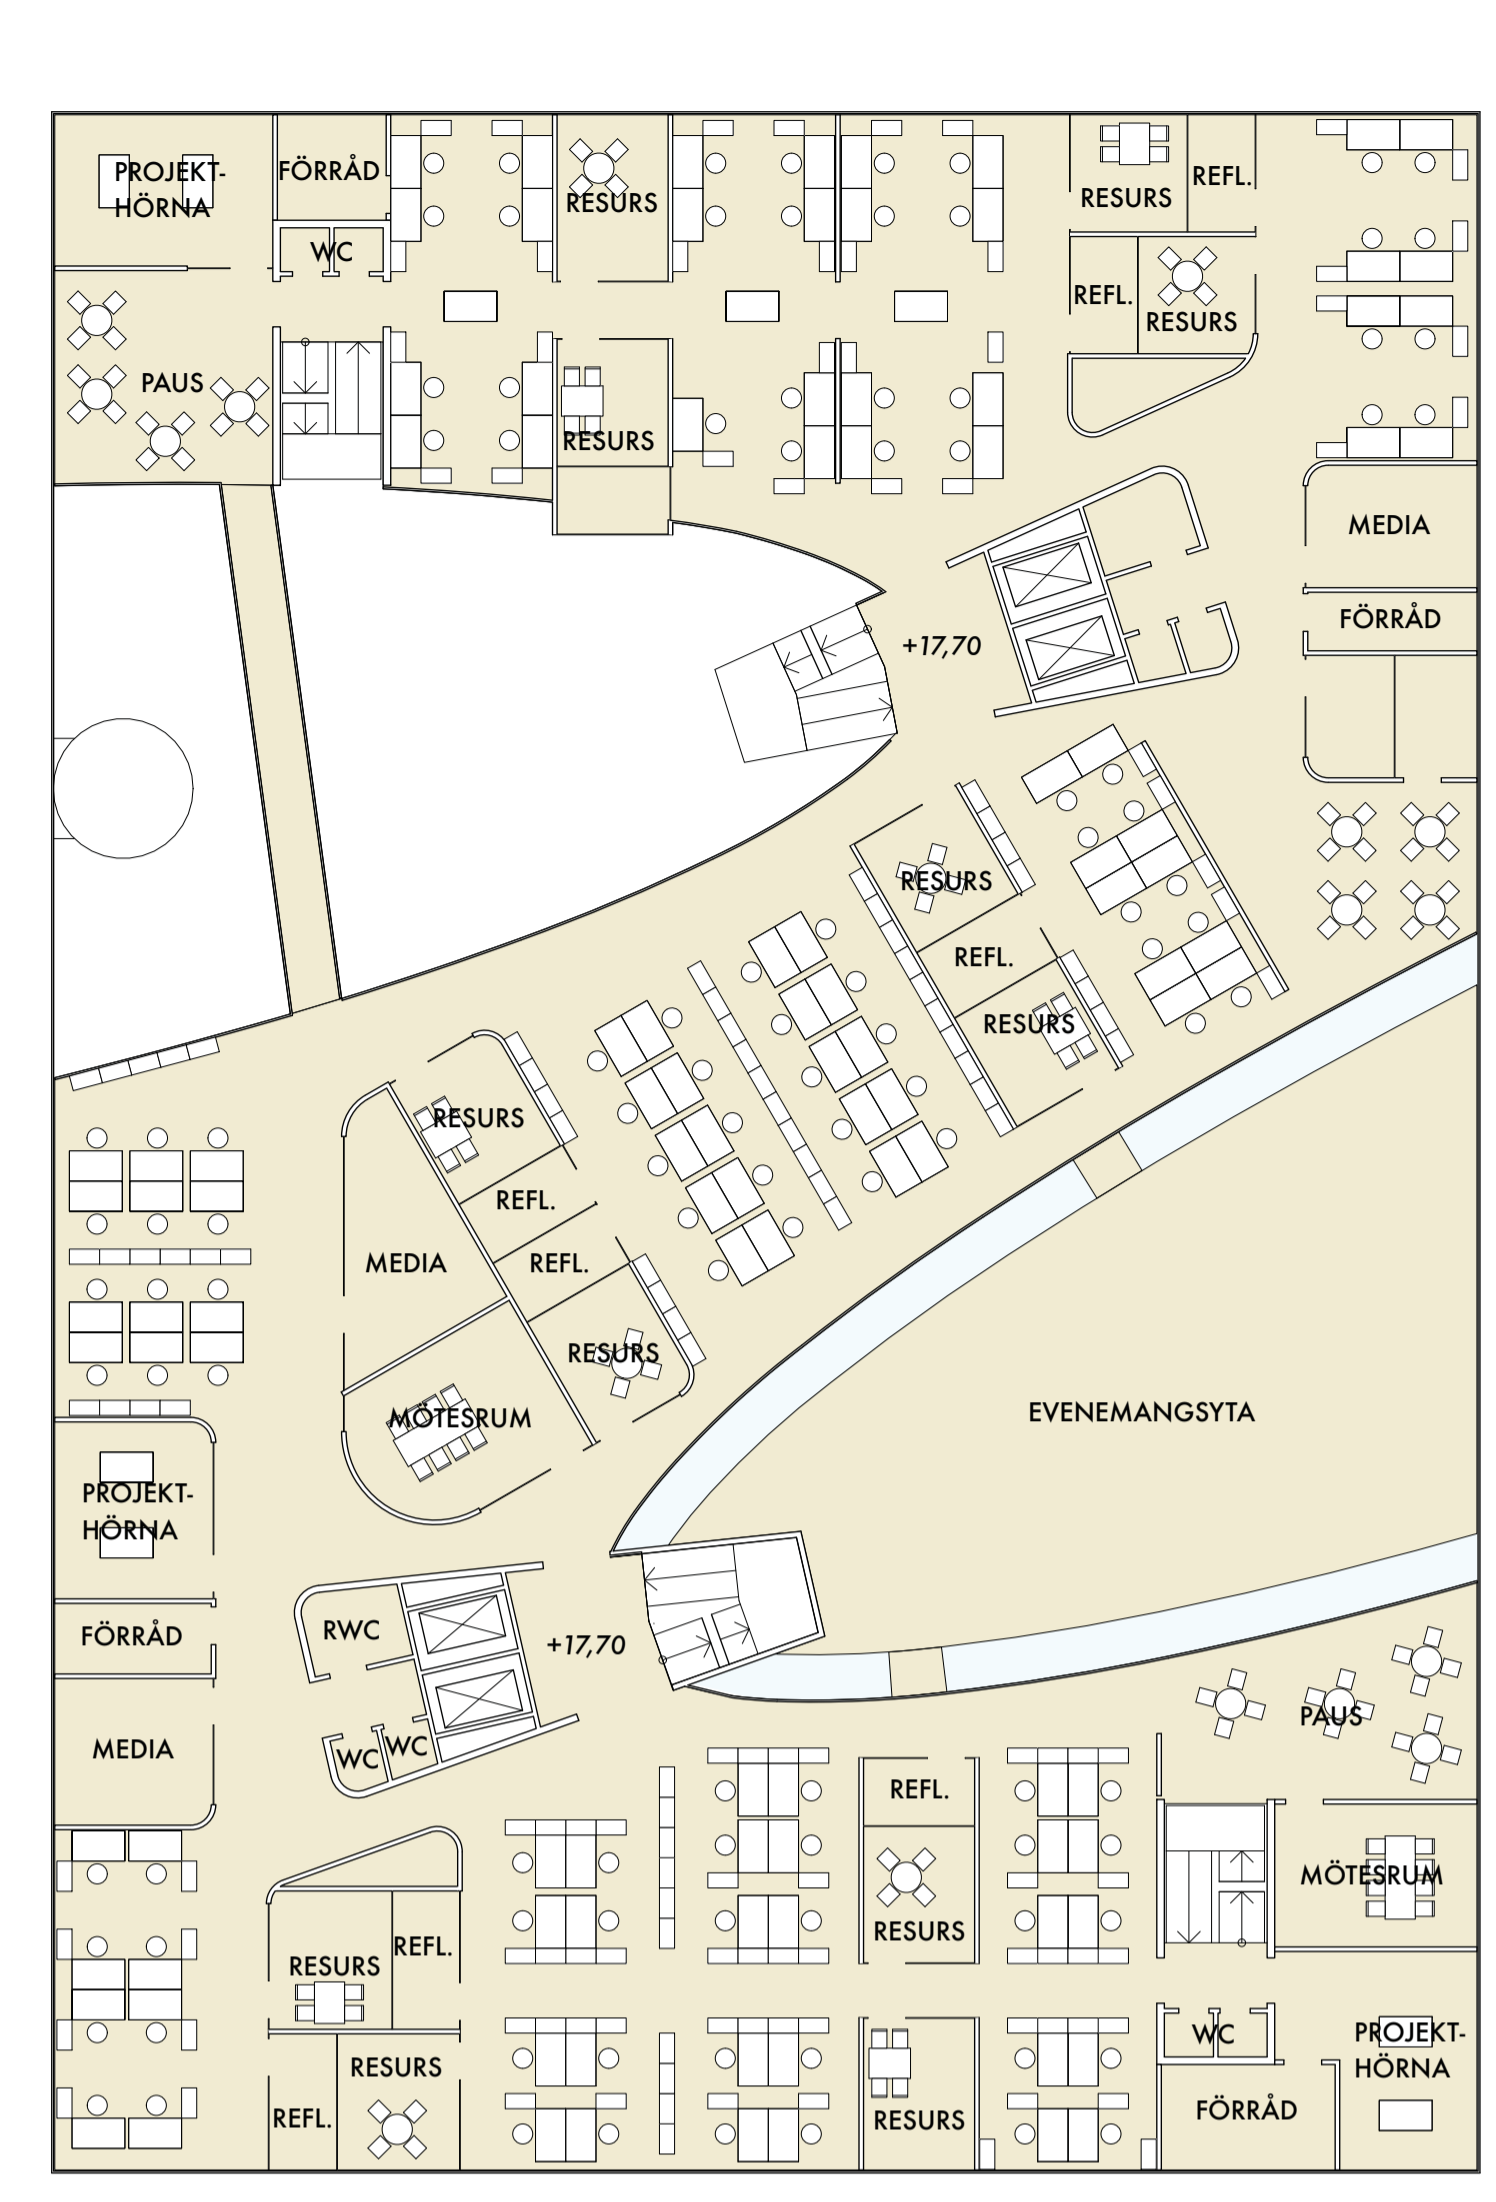 PROJEKT-
HÖRNA
FÖRRÅD
WC
RESURS
RESURS
REFL.
REFL.
RESURS
PAUS
RESURS
MEDIA
FÖRRÅD
+17,70
RESURS
REFL.
RESURS
RESURS
REFL.
MEDIA
REFL.
RESURS
MÖTESRUM
EVENEMANGSYTA
PROJEKT-
HÖRNA
FÖRRÅD
RWC
+17,70
MEDIA
WC
WC
PAUS
REFL.
MÖTESRUM
RESURS
RESURS
REFL.
WC
PROJEKT-
HÖRNA
RESURS
REFL.
RESURS
FÖRRÅD